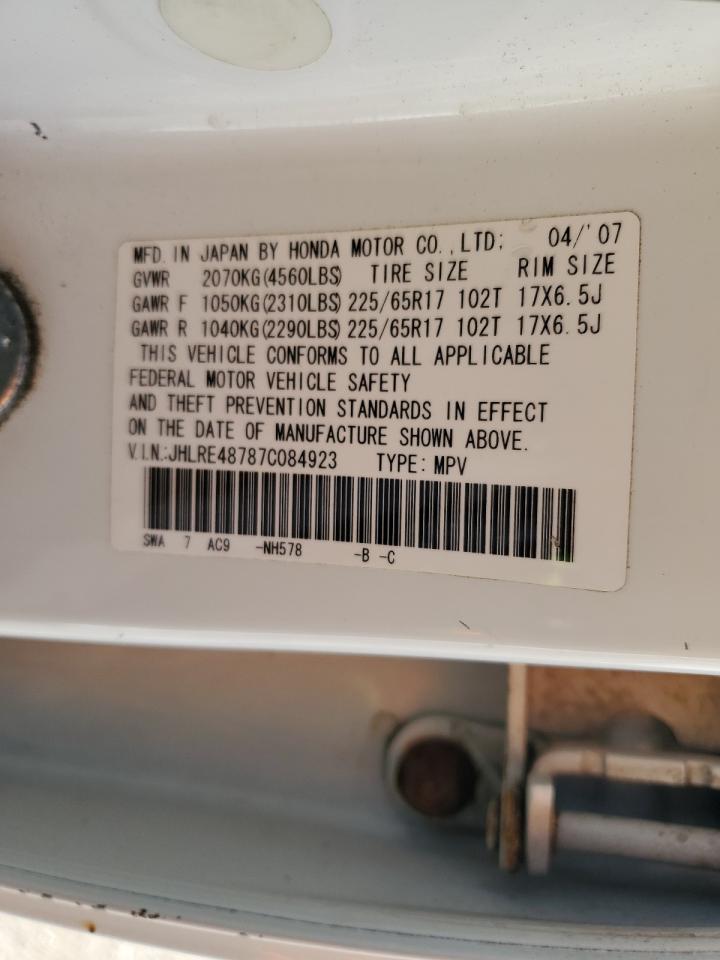 MFD. IN JAPAN BY HONDA MOTOR CO., LTD; 04/'07
GVWR 2070KG(4560LBS) TIRE SIZE RIM SIZE
GAWR F 1050KG(2310LBS) 225/65R17 102T 17X6.5J
GAWR R 1040KG(2290LBS) 225/65R17 102T 17X6.5J
THIS VEHICLE CONFORMS TO ALL APPLICABLE
FEDERAL MOTOR VEHICLE SAFETY
AND THEFT PREVENTION STANDARDS IN EFFECT
ON THE DATE OF MANUFACTURE SHOWN ABOVE.
V.I.N.:JHLRE48787C084923 TYPE: MPV
SWA 7 AC9 -NH578 -B -C